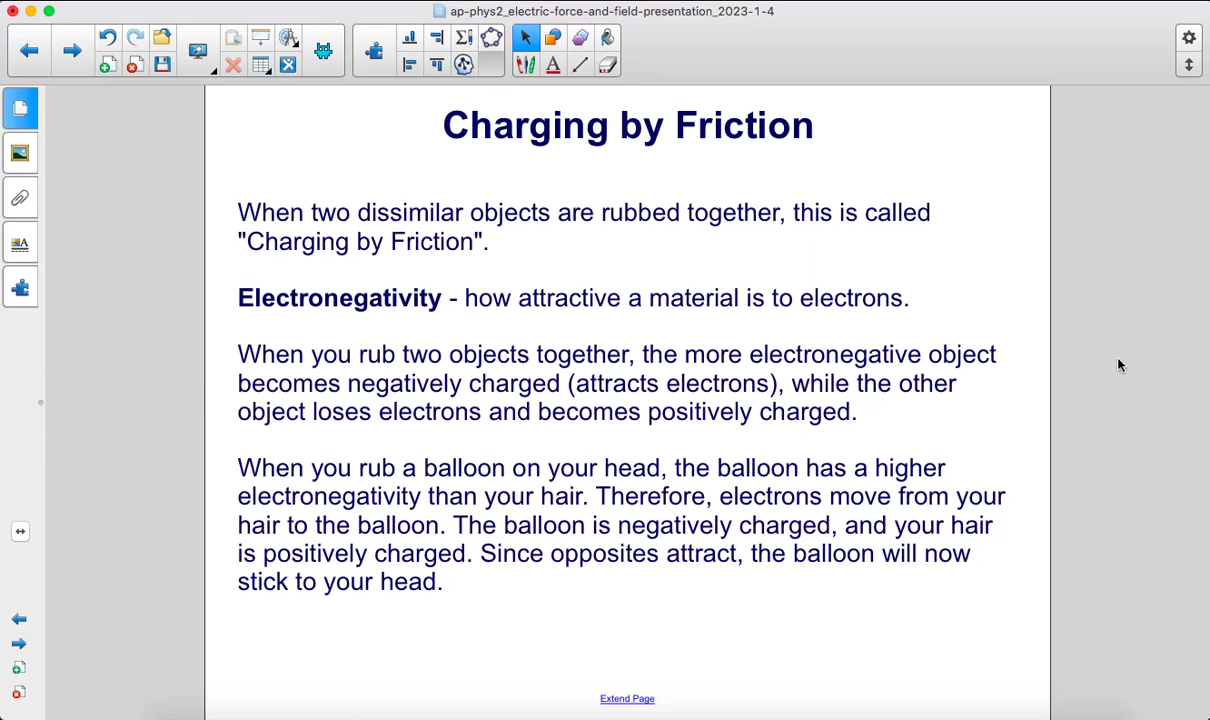 ap-phys2_electric-force-and-field-presentation_2023-1-4
Charging by Friction
When two dissimilar objects are rubbed together, this is called
"Charging by Friction".
Electronegativity - how attractive a material is to electrons.
When you rub two objects together, the more electronegative object
becomes negatively charged (attracts electrons), while the other
object loses electrons and becomes positively charged.
When you rub a balloon on your head, the balloon has a higher
electronegativity than your hair. Therefore, electrons move from your
hair to the balloon. The balloon is negatively charged, and your hair
is positively charged. Since opposites attract, the balloon will now
stick to your head.
Extend Page